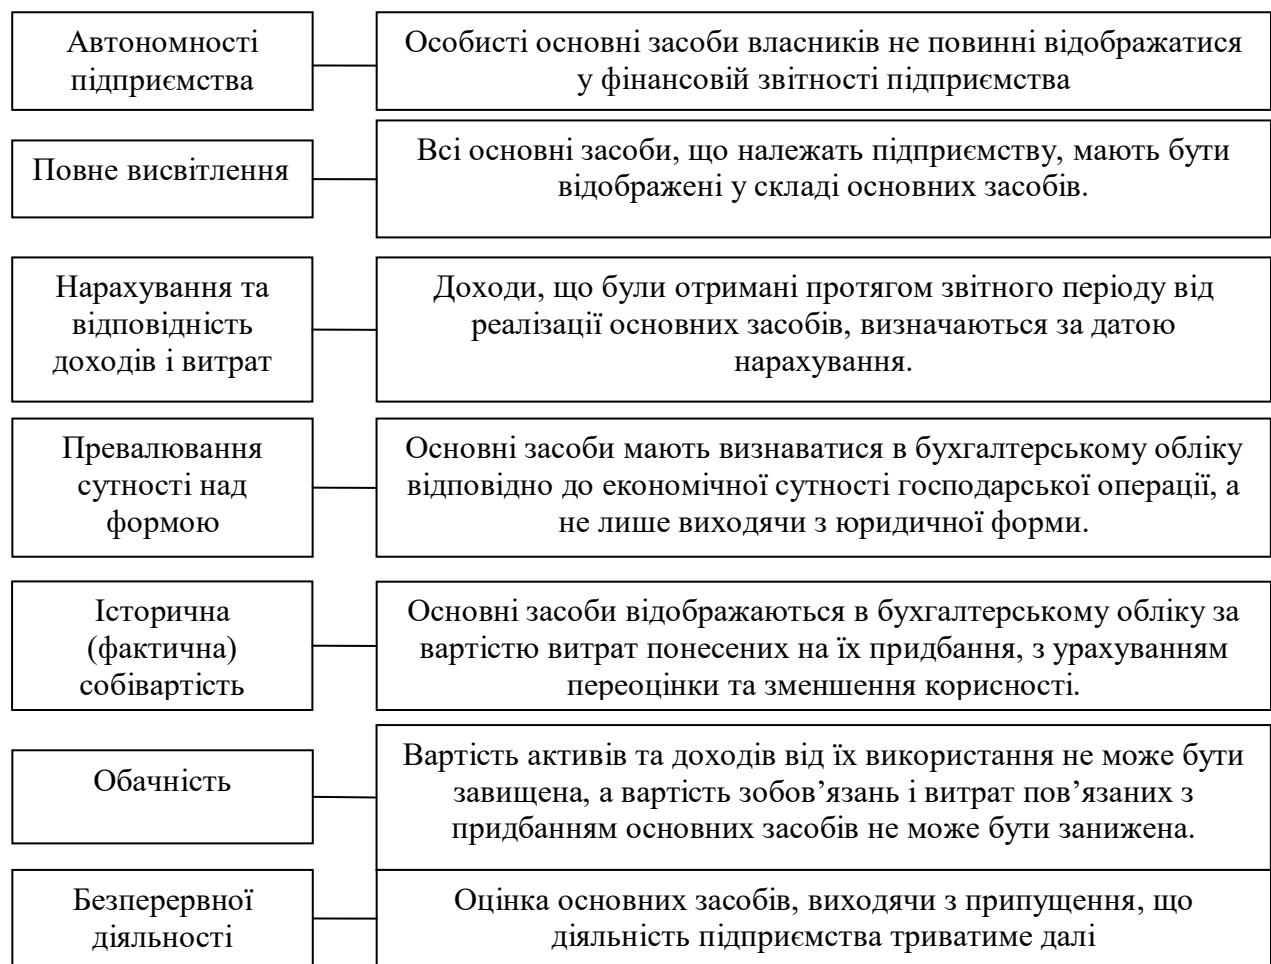 Автономності
підприємства
Особисті основні засоби власників не повинні відображатися
у фінансовій звітності підприємства
Повне висвітлення
Всі основні засоби, що належать підприємству, мають бути
відображені у складі основних засобів.
Нарахування та
відповідність
доходів і витрат
Доходи, що були отримані протягом звітного періоду від
реалізації основних засобів, визначаються за датою
нарахування.
Превалювання
сутності над
формою
Основні засоби мають визнаватися в бухгалтерському обліку
відповідно до економічної сутності господарської операції, а
не лише виходячи з юридичної форми.
Історична
(фактична)
собівартість
Основні засоби відображаються в бухгалтерському обліку за
вартістю витрат понесених на їх придбання, з урахуванням
переоцінки та зменшення корисності.
Обачність
Вартість активів та доходів від їх використання не може бути
завищена, а вартість зобов’язань і витрат пов’язаних з
придбанням основних засобів не може бути занижена.
Безперервної
діяльності
Оцінка основних засобів, виходячи з припущення, що
діяльність підприємства триватиме далі